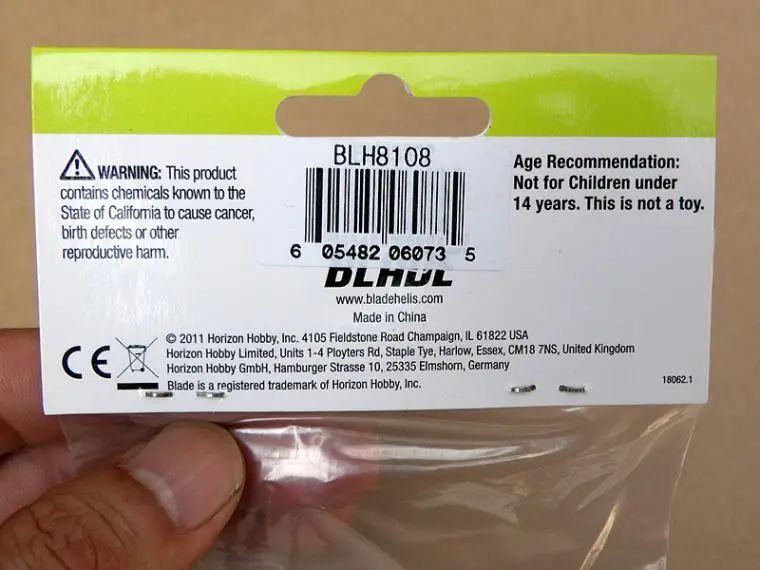 BLH8108
6 05482 06073 5
WARNING: This product
contains chemicals known to the
State of California to cause cancer,
birth defects or other
reproductive harm.
Age Recommendation:
Not for Children under
14 years. This is not a toy.
BLADE
www.bladehelis.com
Made in China
CE
© 2011 Horizon Hobby, Inc. 4105 Fieldstone Road Champaign, IL 61822 USA
Horizon Hobby Limited, Units 1-4 Ployters Rd, Staple Tye, Harlow, Essex, CM18 7NS, United Kingdom
Horizon Hobby GmbH, Hamburger Strasse 10, 25335 Elmshorn, Germany
Blade is a registered trademark of Horizon Hobby, Inc.
18062.1